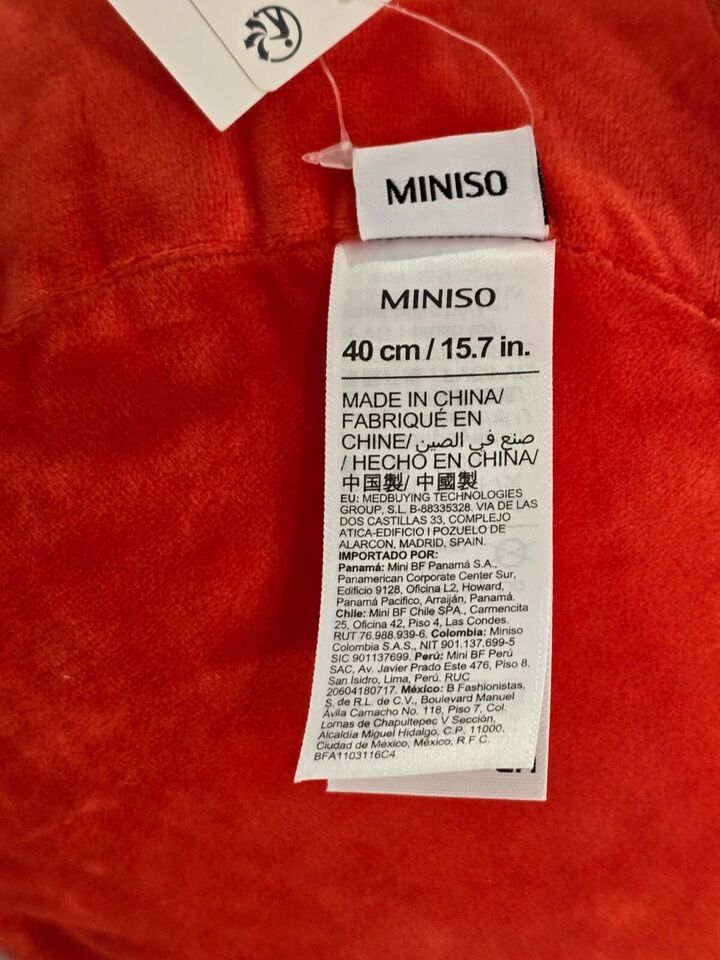 MINISO
MINISO
40 cm / 15.7 in.
MADE IN CHINA/
FABRIQUÉ EN
CHINE/ صنع في الصين
/ HECHO EN CHINA/
中国製/ 中國製
EU: MEDBUYING TECHNOLOGIES
GROUP, S.L. B-88335328. VIA DE LAS
DOS CASTILLAS 33, COMPLEJO
ATICA-EDIFICIO I POZUELO DE
ALARCON, MADRID, SPAIN.
IMPORTADO POR:
Panamá: Mini BF Panamá S.A.,
Panamerican Corporate Center Sur,
Edificio 9128, Oficina L2, Howard,
Panamá Pacifico, Arraiján, Panamá.
Chile: Mini BF Chile SPA., Carmencita
25, Oficina 42, Piso 4, Las Condes.
RUT 76.988.939-6. Colombia: Miniso
Colombia S.A.S., NIT 901.137.699-5
SIC 901137699. Perú: Mini BF Perú
SAC, Av. Javier Prado Este 476, Piso 8,
San Isidro, Lima, Perú. RUC
20604180717. México: B Fashionistas,
S. de R.L. de C.V., Boulevard Manuel
Ávila Camacho No. 118, Piso 7, Col.
Lomas de Chapultepec V Sección,
Alcaldía Miguel Hidalgo, C.P. 11000.
Ciudad de México, México, R.F.C.
BFA1103116C4